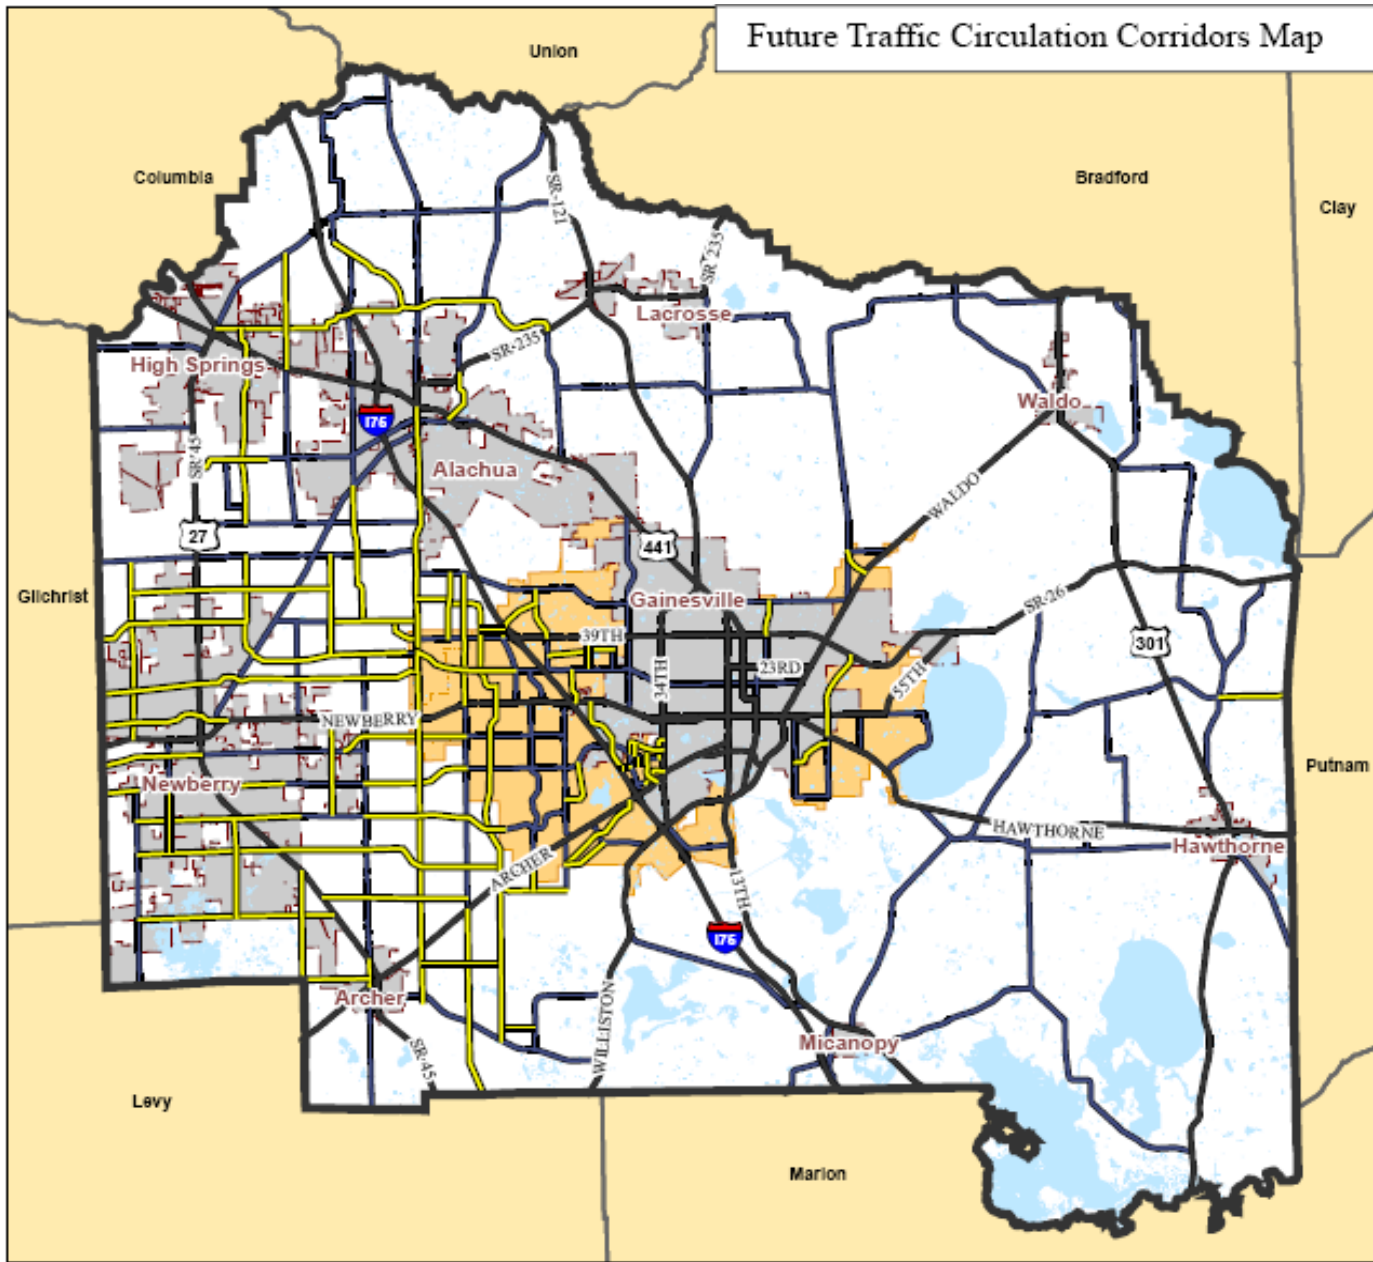 Future Traffic Circulation Corridors Map
Union
Columbia
Bradford
Clay
SR-121
SR-235
Lacrosse
SR-235
High Springs
Waldo
I76
SR-45
Alachua
WALDO
27
441
Gilchrist
Gainesville
SR-26
39TH
301
23RD
34TH
55TH
NEWBERRY
Putnam
Newberry
HAWTHORNE
Hawthorne
ARCHER
13TH
I76
Archer
WILLISTON
Micanopy
SR-45
Levy
Marion